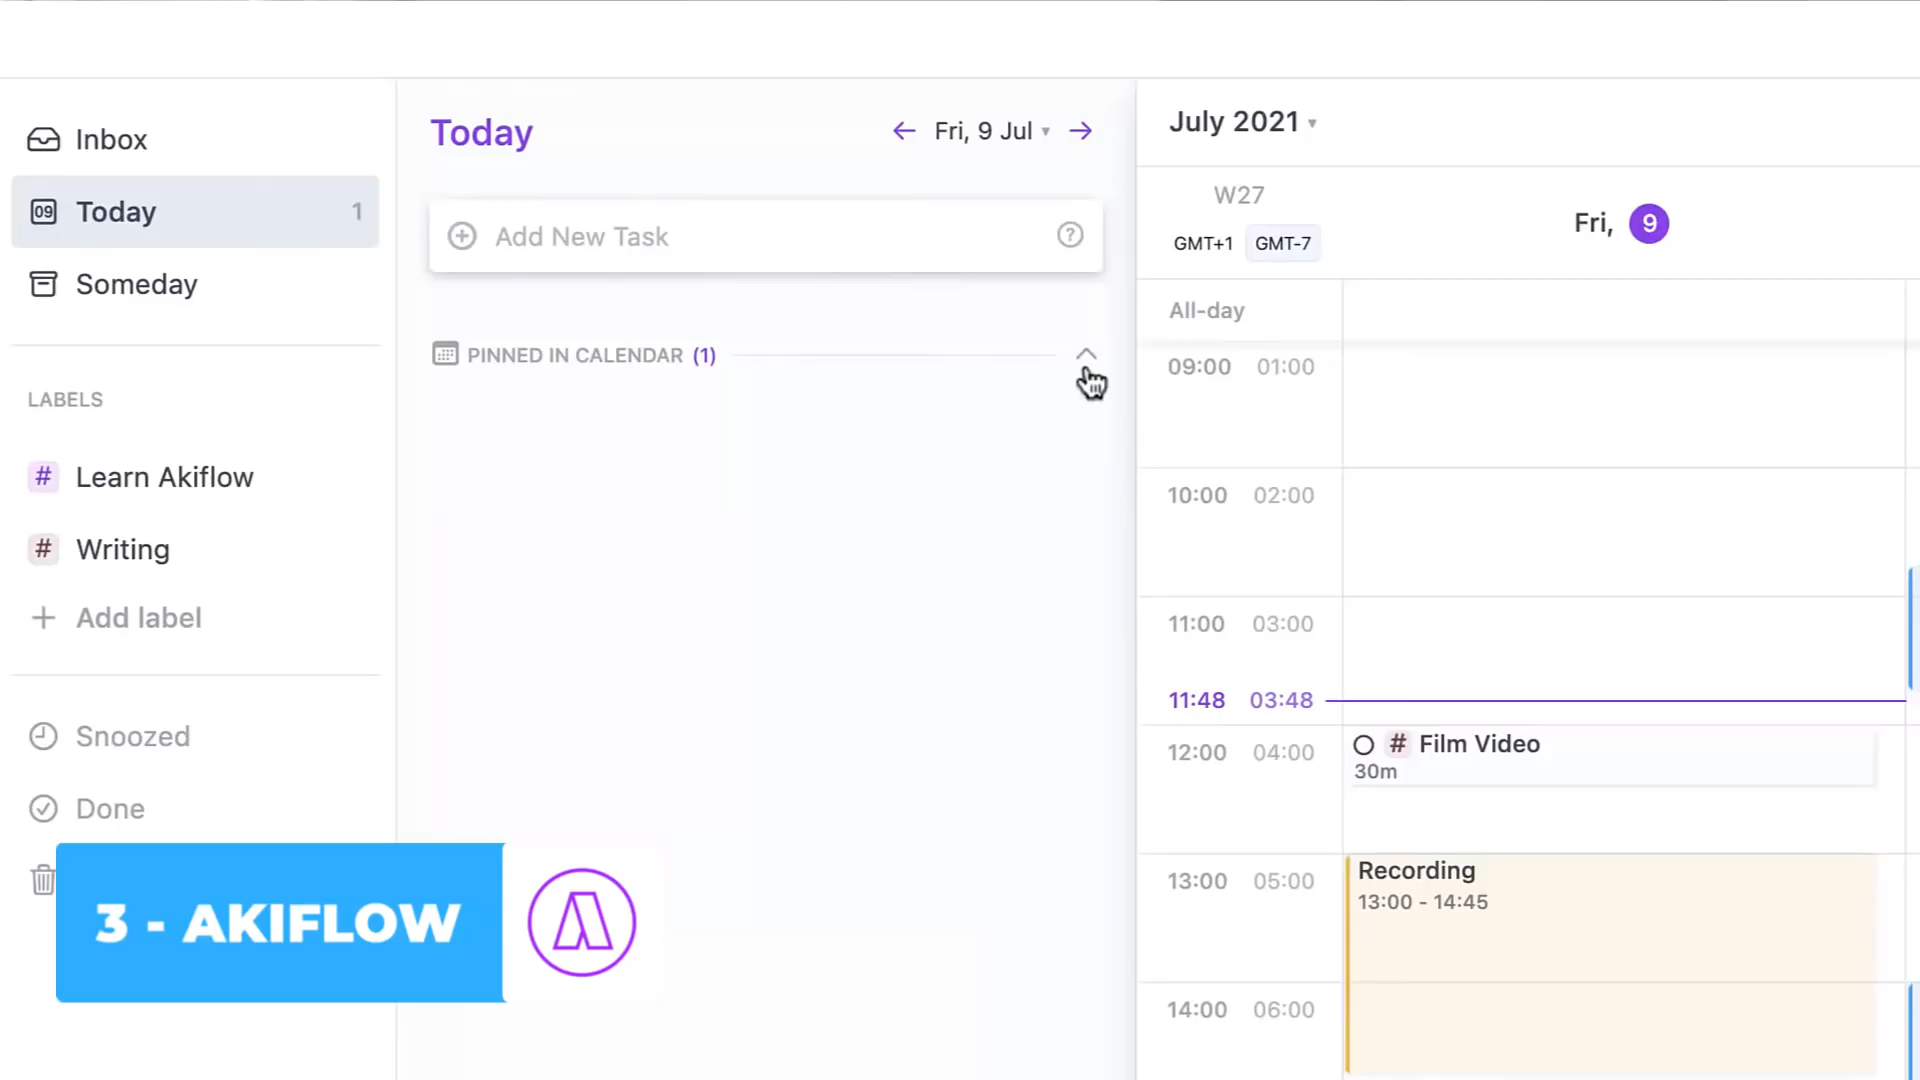 Inbox
09 Today 1
Someday
LABELS
# Learn Akiflow
# Writing
+ Add label
Snoozed
Done
3 - AKIFLOW
Today
Fri, 9 Jul
Add New Task
PINNED IN CALENDAR (1)
July 2021
W27
GMT+1 GMT-7
Fri, 9
All-day
09:00 01:00
10:00 02:00
11:00 03:00
11:48 03:48
12:00 04:00
# Film Video
30m
13:00 05:00
Recording
13:00 - 14:45
14:00 06:00